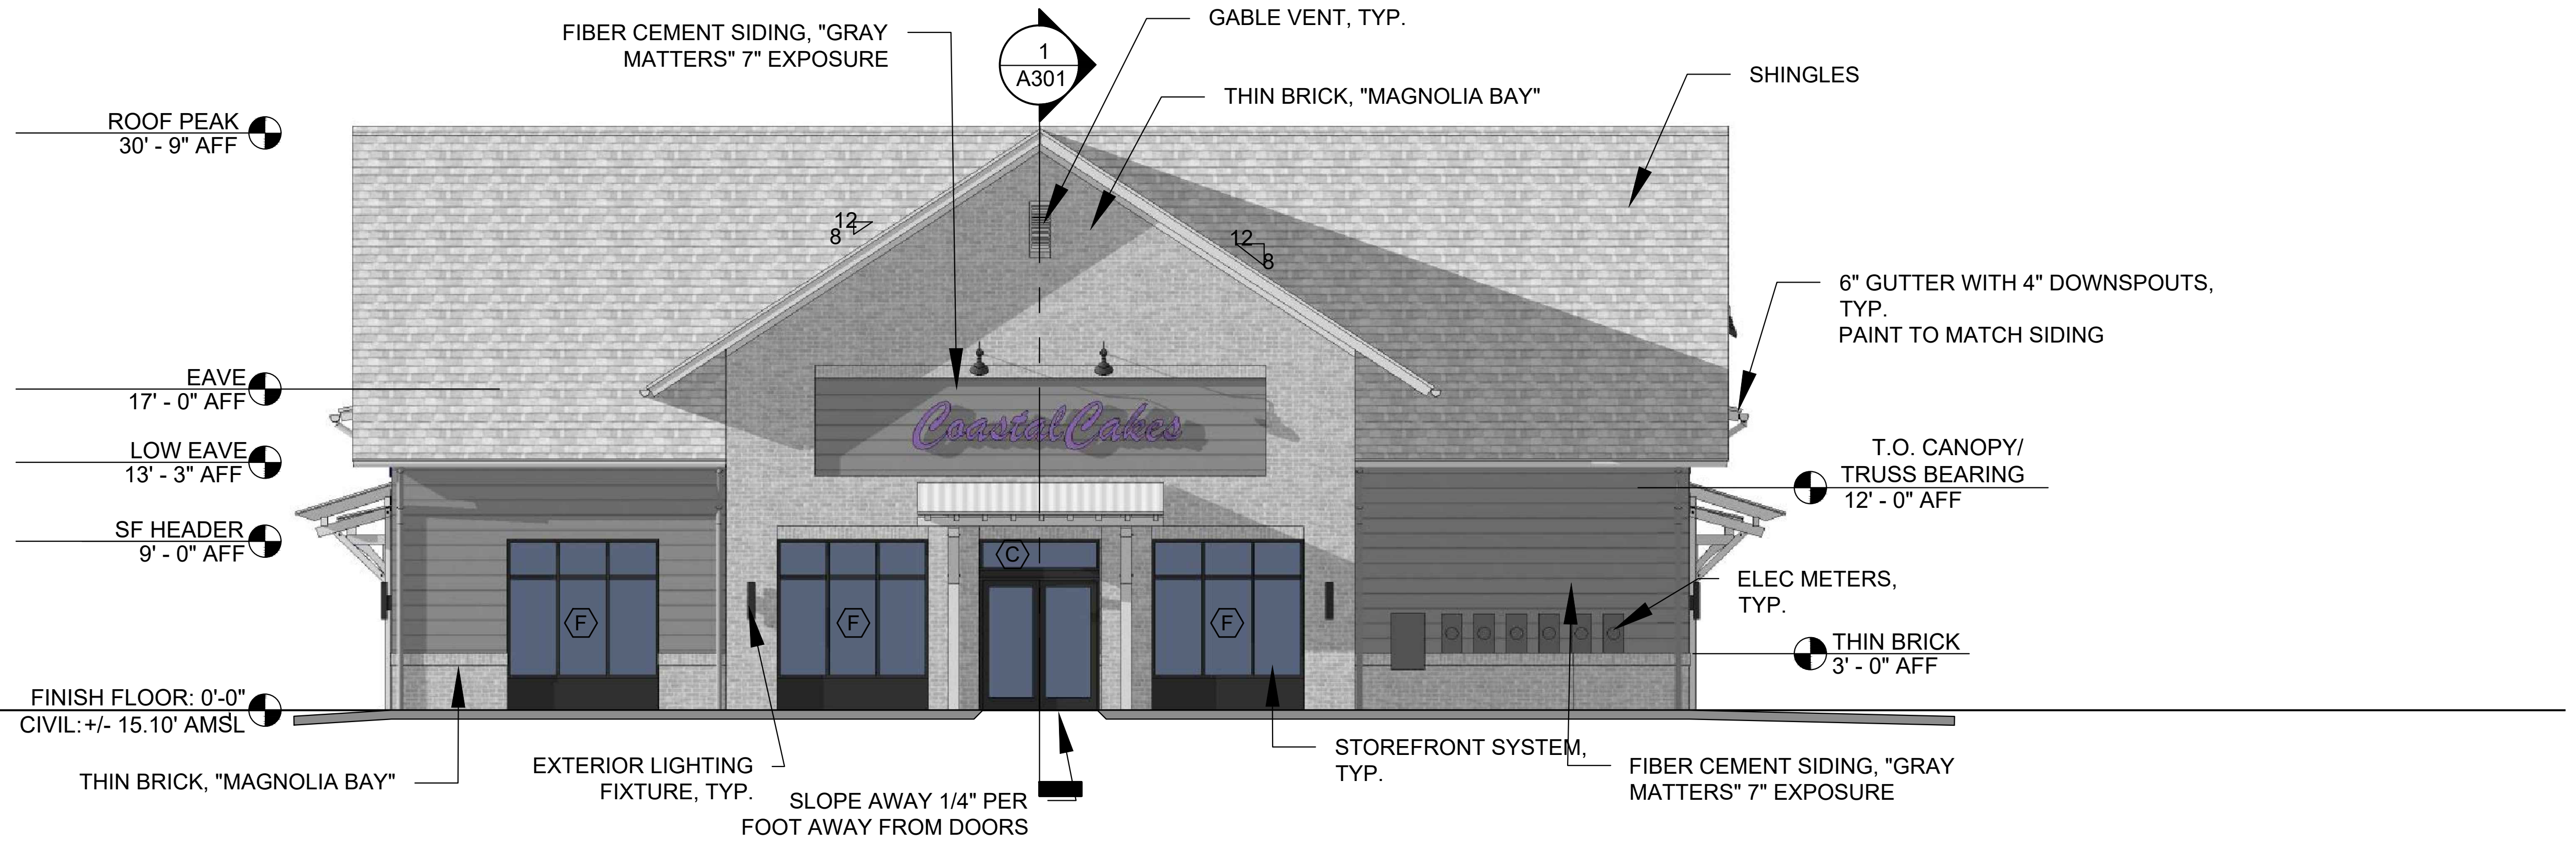 FIBER CEMENT SIDING, "GRAY
MATTERS" 7" EXPOSURE
1
A301
GABLE VENT, TYP.
THIN BRICK, "MAGNOLIA BAY"
SHINGLES
ROOF PEAK
30' - 9" AFF
12
8
12
8
6" GUTTER WITH 4" DOWNSPOUTS,
TYP.
PAINT TO MATCH SIDING
EAVE
17' - 0" AFF
Coastal Cakes
LOW EAVE
13' - 3" AFF
T.O. CANOPY/
TRUSS BEARING
12' - 0" AFF
SF HEADER
9' - 0" AFF
C
ELEC METERS,
TYP.
F
F
F
THIN BRICK
3' - 0" AFF
FINISH FLOOR: 0'-0"
CIVIL: +/- 15.10' AMSL
THIN BRICK, "MAGNOLIA BAY"
EXTERIOR LIGHTING
FIXTURE, TYP.
SLOPE AWAY 1/4" PER
FOOT AWAY FROM DOORS
STOREFRONT SYSTEM,
TYP.
FIBER CEMENT SIDING, "GRAY
MATTERS" 7" EXPOSURE